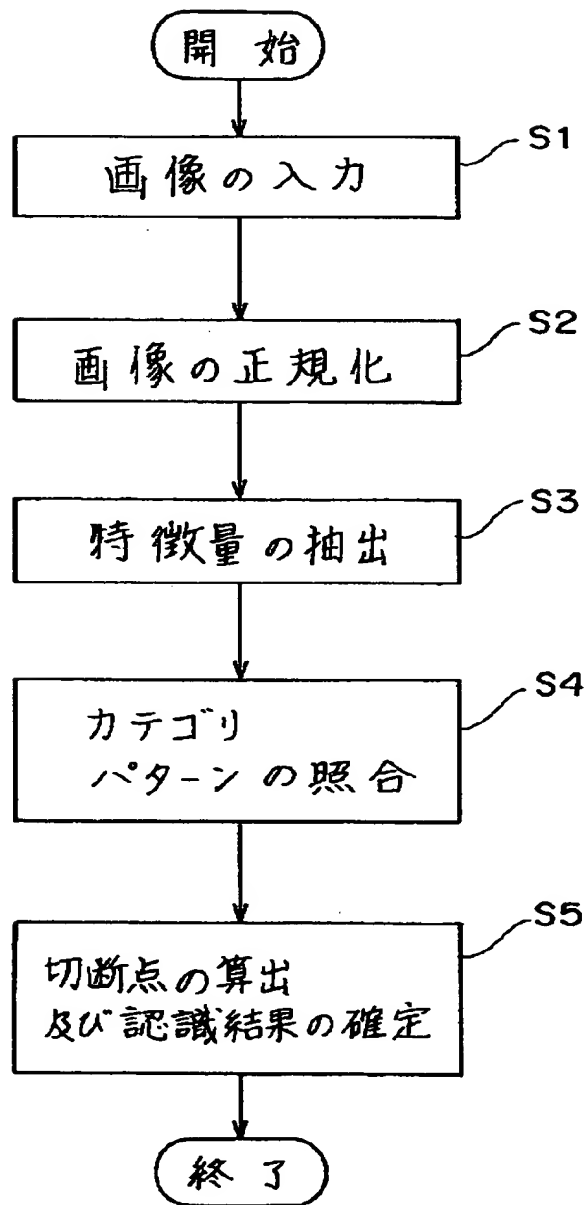 開始
画像の入力
S1
画像の正規化
S2
特徴量の抽出
S3
カテゴリ
パターンの照合
S4
切断点の算出
及び認識結果の確定
S5
終了